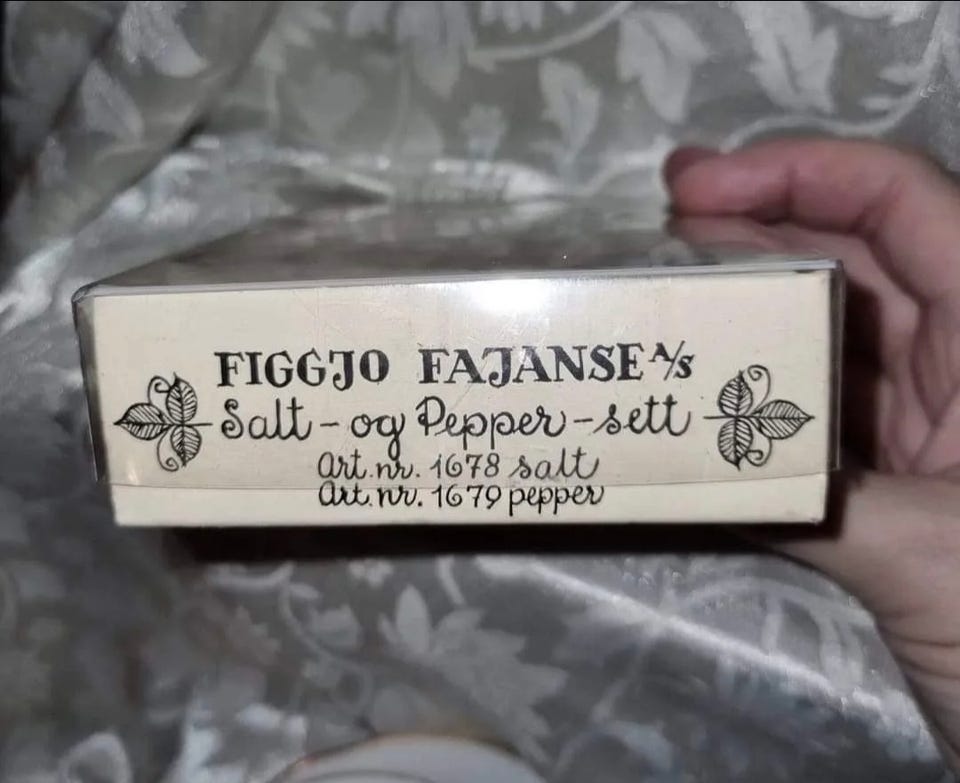 FIGGJO FAJANSE A/S
Salt-og Pepper-sett
Art.nr. 1678 salt
Art.nr. 1679 pepper